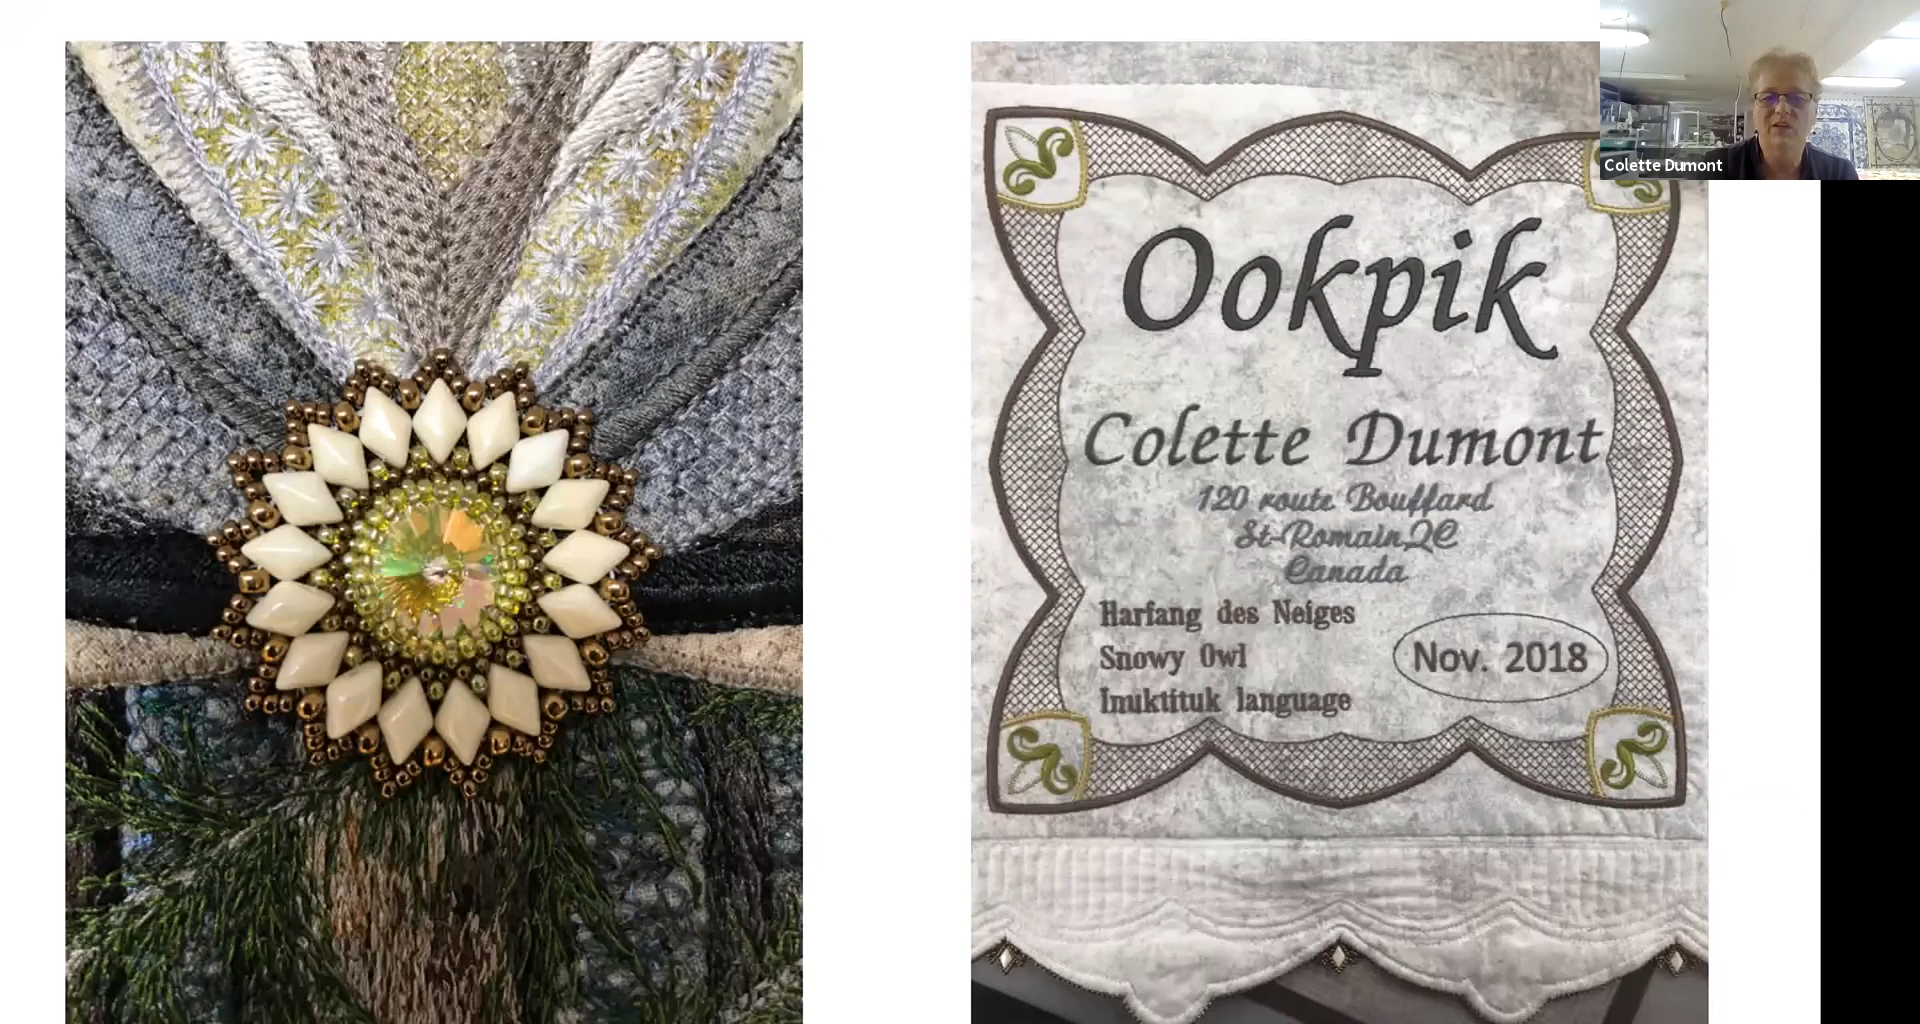 Ookpik
Colette Dumont
120 route Bouffard
St-Romain QC
Canada
Harfang des Neiges
Snowy Owl
Inuktituk language
Nov. 2018
Colette Dumont